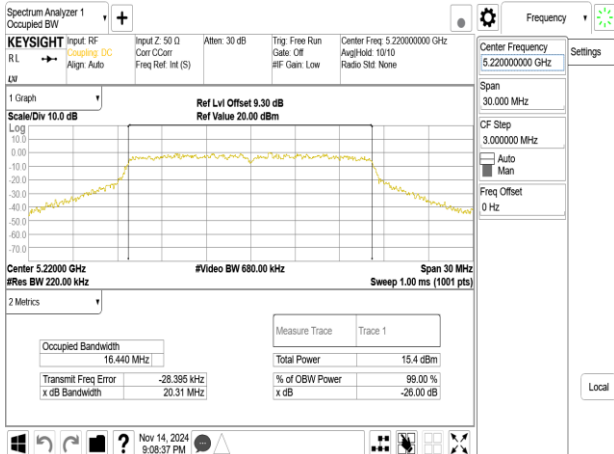 Spectrum Analyzer 1
Occupied BW
▼
+
Frequency
▼
KEYSIGHT
R L
LXI
Input: RF
Coupling: DC
Align: Auto
Input Z: 50 Ω
Corr CCorr
Freq Ref: Int (S)
Atten: 30 dB
Trig: Free Run
Gate: Off
#IF Gain: Low
Center Freq: 5.220000000 GHz
Avg|Hold: 10/10
Radio Std: None
Center Frequency
5.220000000 GHz
Settings
Span
30.000 MHz
CF Step
3.000000 MHz
Auto
Man
Freq Offset
0 Hz
Local
1 Graph
▼
Scale/Div 10.0 dB
Ref Lvl Offset 9.30 dB
Ref Value 20.00 dBm
Log
10.0
0.00
-10.0
-20.0
-30.0
-40.0
-50.0
-60.0
-70.0
Center 5.22000 GHz
#Res BW 220.00 kHz
#Video BW 680.00 kHz
Span 30 MHz
Sweep 1.00 ms (1001 pts)
2 Metrics
▼
Measure Trace
Trace 1
Occupied Bandwidth
16.440 MHz
Total Power
15.4 dBm
Transmit Freq Error
-28.395 kHz
% of OBW Power
99.00 %
x dB Bandwidth
20.31 MHz
x dB
-26.00 dB
?
Nov 14, 2024
9:08:37 PM